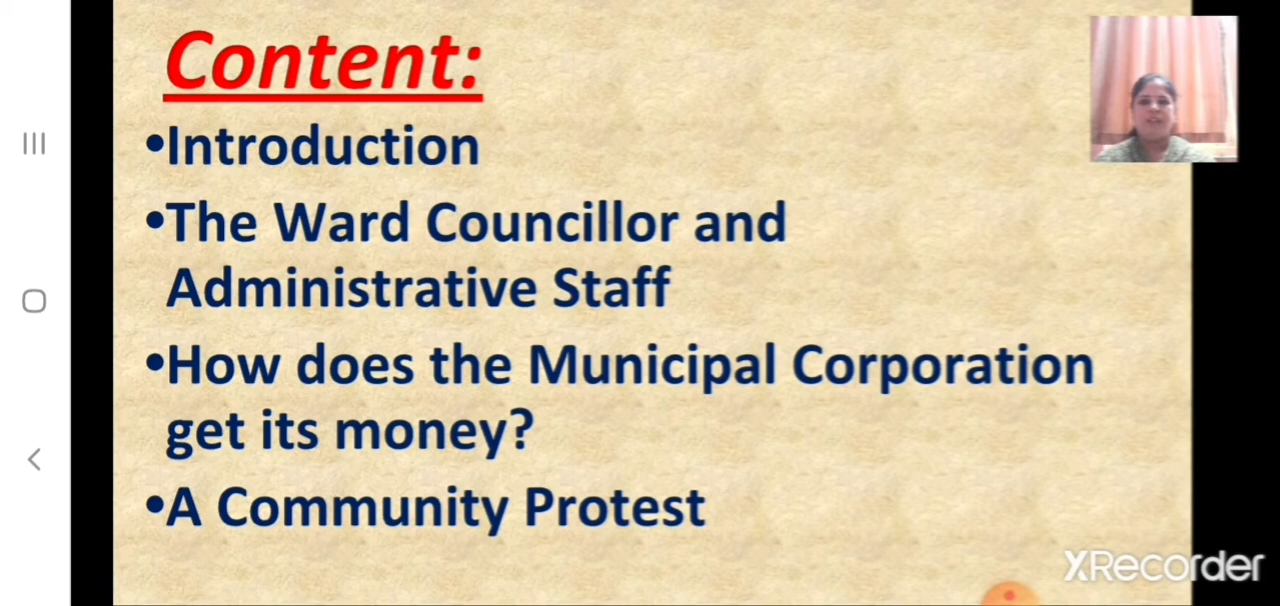 Content:
•Introduction
•The Ward Councillor and
Administrative Staff
•How does the Municipal Corporation
get its money?
•A Community Protest
XRecorder